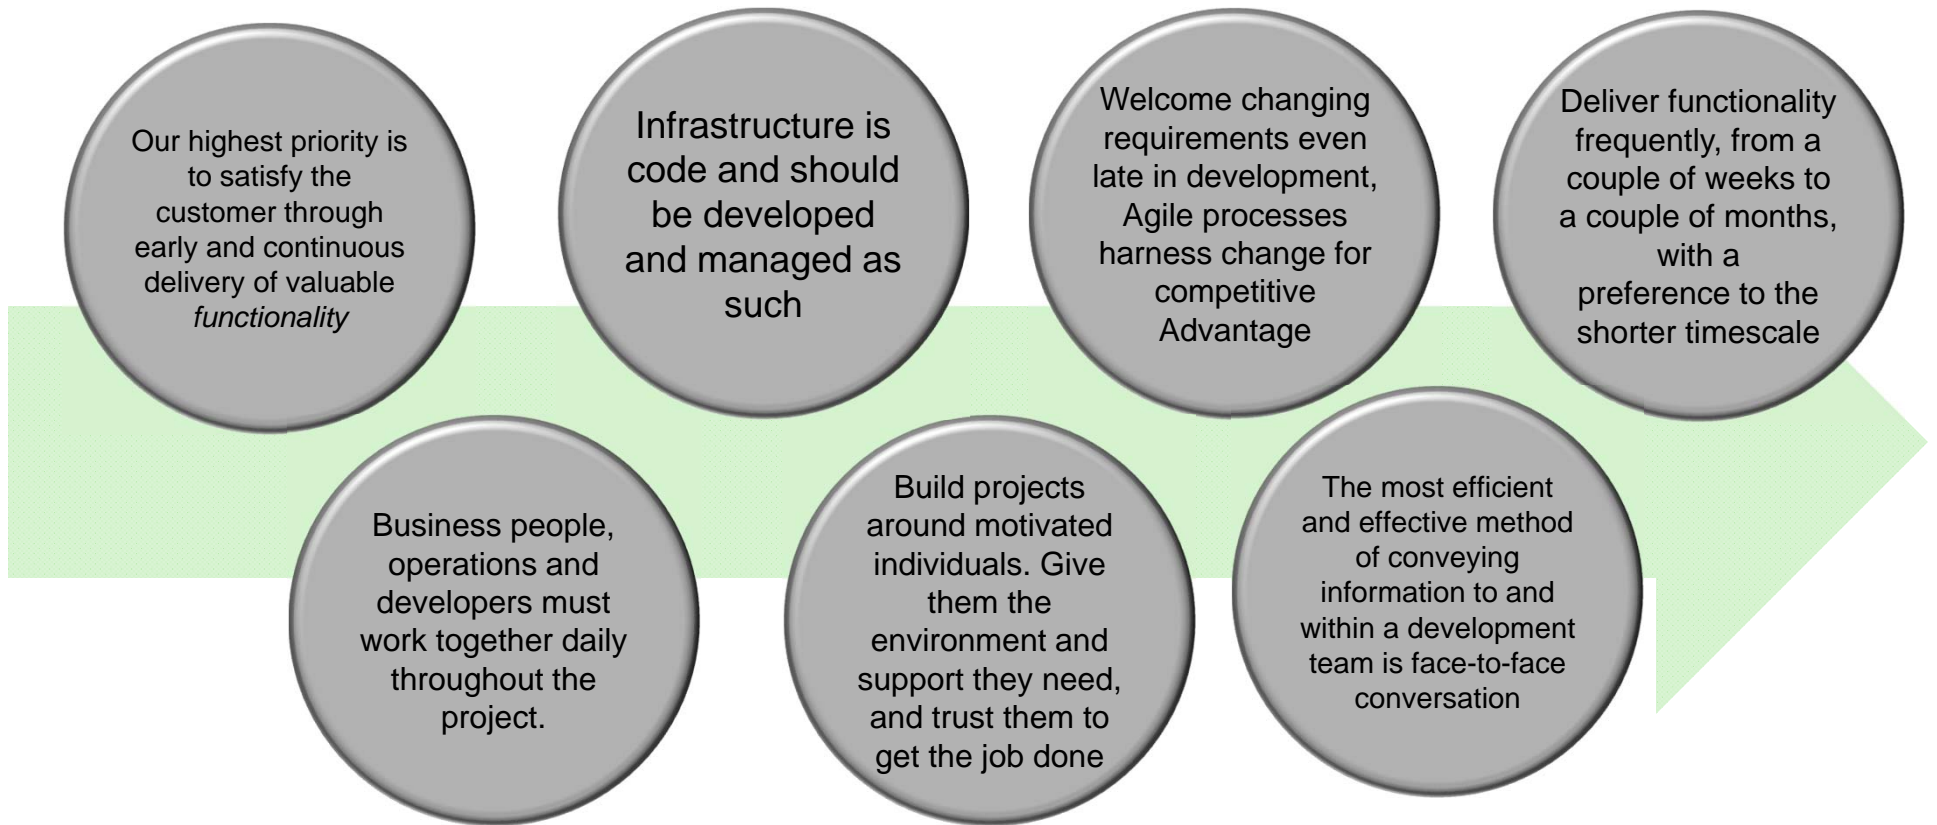 Our highest priority is
to satisfy the
customer through
early and continuous
delivery of valuable
functionality
Infrastructure is
code and should
be developed
and managed as
such
Welcome changing
requirements even
late in development,
Agile processes
harness change for
competitive
Advantage
Deliver functionality
frequently, from a
couple of weeks to
a couple of months,
with a
preference to the
shorter timescale
Business people,
operations and
developers must
work together daily
throughout the
project.
Build projects
around motivated
individuals. Give
them the
environment and
support they need,
and trust them to
get the job done
The most efficient
and effective method
of conveying
information to and
within a development
team is face-to-face
conversation